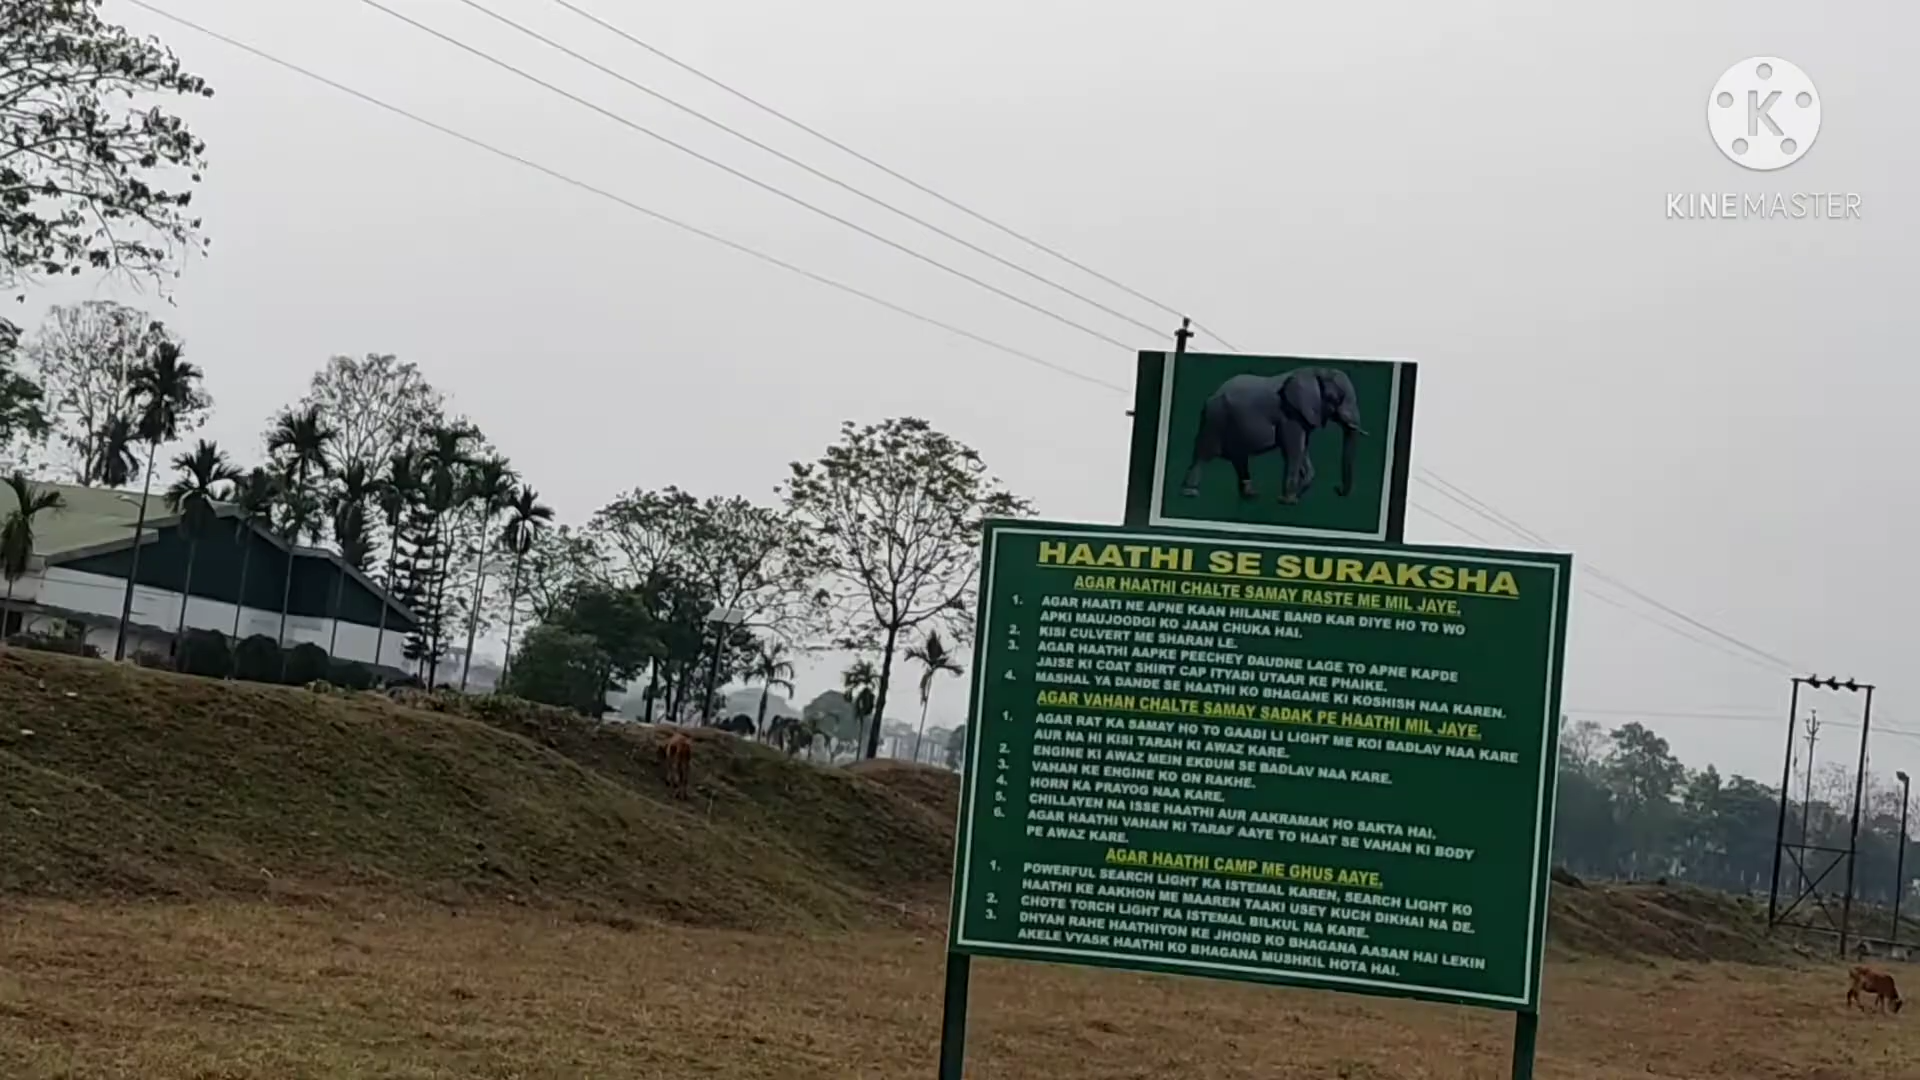 K
KINEMASTER
HAATHI SE SURAKSHA
AGAR HAATHI CHALTE SAMAY RASTE ME MIL JAYE.
1. AGAR HAATI NE APNE KAAN HILANE BAND KAR DIYE HO TO WO
APKI MAUJOODGI KO JAAN CHUKA HAI.
2. KISI CULVERT ME SHARAN LE.
3. AGAR HAATHI AAPKE PEECHEY DAUDNE LAGE TO APNE KAPDE
JAISE KI COAT SHIRT CAP ITYADI UTAAR KE PHAIKE.
4. MASHAL YA DANDE SE HAATHI KO BHAGANE KI KOSHISH NAA KAREN.
AGAR VAHAN CHALTE SAMAY SADAK PE HAATHI MIL JAYE.
1. AGAR RAT KA SAMAY HO TO GAADI LI LIGHT ME KOI BADLAV NAA KARE
AUR NA HI KISI TARAH KI AWAZ KARE.
2. ENGINE KI AWAZ MEIN EKDUM SE BADLAV NAA KARE.
3. VAHAN KE ENGINE KO ON RAKHE.
4. HORN KA PRAYOG NAA KARE.
5. CHILLAYEN NA ISSE HAATHI AUR AAKRAMAK HO SAKTA HAI.
6. AGAR HAATHI VAHAN KI TARAF AAYE TO HAAT SE VAHAN KI BODY
PE AWAZ KARE.
AGAR HAATHI CAMP ME GHUS AAYE.
1. POWERFUL SEARCH LIGHT KA ISTEMAL KAREN, SEARCH LIGHT KO
HAATHI KE AAKHON ME MAAREN TAAKI USEY KUCH DIKHAI NA DE.
2. CHOTE TORCH LIGHT KA ISTEMAL BILKUL NA KARE.
3. DHYAN RAHE HAATHIYON KE JHOND KO BHAGANA AASAN HAI LEKIN
AKELE VYASK HAATHI KO BHAGANA MUSHKIL HOTA HAI.